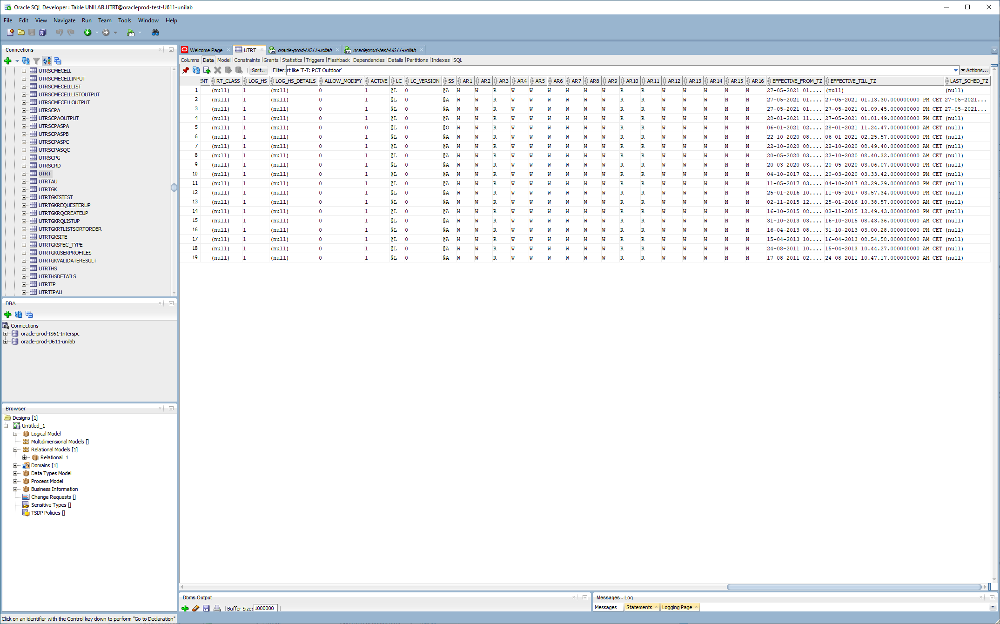 Oracle SQL Developer : Table UNILAB.UTRT@oracleprod-test-U611-unilab
File Edit View Navigate Run Team Tools Window Help
Connections
UTRSCMECELL
UTRSCMECELLINPUT
UTRSCMECELLLIST
UTRSCMECELLLISTOUTPUT
UTRSCMECELLOUTPUT
UTRSCPA
UTRSCPAOUTPUT
UTRSCPASPA
UTRSCPASPB
UTRSCPASPC
UTRSCPASQC
UTRSCPG
UTRSCRD
UTRT
UTRTAU
UTRTGK
UTRTGKISTEST
UTRTGKREQUESTERUP
UTRTGKRQCREATEUP
UTRTGKRQLISTUP
UTRTGKRTLISTSORTORDER
UTRTGKSITE
UTRTGKSPEC_TYPE
UTRTGKUSERPROFILES
UTRTGKVALIDATERESULT
UTRTHS
UTRTHSDETAILS
UTRTIP
UTRTIPAU
DBA
Connections
oracle-prod-IS61-Interspc
oracle-prod-U611-unilab
Browser
Designs [1]
Untitled_1
Logical Model
Multidimensional Models []
Relational Models [1]
Relational_1
Domains [1]
Data Types Model
Process Model
Business Information
Change Requests []
Sensitive Types []
TSDP Policies []
Welcome Page UTRT oracle-prod-U611-unilab oracleprod-test-U611-unilab
Columns Data Model Constraints Grants Statistics Triggers Flashback Dependencies Details Partitions Indexes SQL
Sort.. Filter: rt like 'T-T: PCT Outdoor' Actions...
ENT RT_CLASS LOG_HS LOG_HS_DETAILS ALLOW_MODIFY ACTIVE LC LC_VERSION SS AR1 AR2 AR3 AR4 AR5 AR6 AR7 AR8 AR9 AR10 AR11 AR12 AR13 AR14 AR15 AR16 EFFECTIVE_FROM_TZ EFFECTIVE_TILL_TZ LAST_SCHED_TZ
1 (null) 1 (null) 0 1 @L 0 @A W W R W W W W W W R R W W W N N 27-05-2021 01.... (null) (null)
2 (null) 1 (null) 0 1 @L 0 @A W W R W W W W W W R R W W W N N 27-05-2021 01.... 27-05-2021 01.13.30.000000000 PM CET 27-05-2021...
3 (null) 1 (null) 0 1 @L 0 @A W W R W W W W W W R R W W W N N 27-05-2021 01.... 27-05-2021 01.09.45.000000000 PM CET 27-05-2021...
4 (null) 1 (null) 0 1 @L 0 @A W W R W W W W W W R R W W W N N 28-01-2021 11.... 27-05-2021 01.01.49.000000000 PM CET (null)
5 (null) 1 (null) 0 0 @L 0 @O W W R W W W W W W R R W W W N N 06-01-2021 02.... 28-01-2021 11.24.47.000000000 AM CET (null)
6 (null) 1 (null) 0 1 @L 0 @A W W R W W W W W W R R W W W N N 22-10-2020 08.... 06-01-2021 02.25.57.000000000 PM CET (null)
7 (null) 1 (null) 0 1 @L 0 @A W W R W W W W W W R R W W W N N 22-10-2020 08.... 22-10-2020 08.49.40.000000000 AM CET (null)
8 (null) 1 (null) 0 1 @L 0 @A W W R W W W W W W R R W W W N N 20-05-2020 03.... 22-10-2020 08.40.32.000000000 AM CET (null)
9 (null) 1 (null) 0 1 @L 0 @A W W R W W W W W W R R W W W N N 20-03-2020 03.... 20-05-2020 03.06.07.000000000 PM CET (null)
10 (null) 1 (null) 0 1 @L 0 @A W W R W W W W W W R R W W W N N 04-10-2017 02.... 20-03-2020 03.33.42.000000000 PM CET (null)
11 (null) 1 (null) 0 1 @L 0 @A W W R W W W W W W R R W W W N N 11-05-2017 03.... 04-10-2017 02.29.29.000000000 PM CET (null)
12 (null) 1 (null) 0 1 @L 0 @A W W R W W W W W W R R W W W N N 25-01-2016 10.... 11-05-2017 03.57.34.000000000 PM CET (null)
13 (null) 1 (null) 0 1 @L 0 @A W W R W W W W W W R R W W W N N 02-11-2015 12.... 25-01-2016 10.38.57.000000000 AM CET (null)
14 (null) 1 (null) 0 1 @L 0 @A W W R W W W W W W R R W W W N N 16-10-2015 08.... 02-11-2015 12.49.43.000000000 PM CET (null)
15 (null) 1 (null) 0 1 @L 0 @A W W R W W W W W W R R W W W N N 31-10-2013 03.... 16-10-2015 08.43.36.000000000 AM CET (null)
16 (null) 1 (null) 0 1 @L 0 @A W W R W W W W W W R R W W W N N 16-04-2013 08.... 31-10-2013 03.00.28.000000000 PM CET (null)
17 (null) 1 (null) 0 1 @L 0 @A W W R W W W W W W R R W W W N N 15-04-2013 10.... 16-04-2013 08.54.58.000000000 AM CET (null)
18 (null) 1 (null) 0 1 @L 0 @A W W R W W W W W W R R W W W N N 24-08-2011 10.... 15-04-2013 10.44.27.000000000 AM CET (null)
19 (null) 1 (null) 0 1 @L 0 @A W W R W W W W W W R R W W W N N 17-08-2011 02.... 24-08-2011 10.47.17.000000000 AM CET (null)
Dbms Output
Buffer Size: 1000000
Messages - Log
Messages Statements Logging Page
Click on an identifier with the Control key down to perform "Go to Declaration"